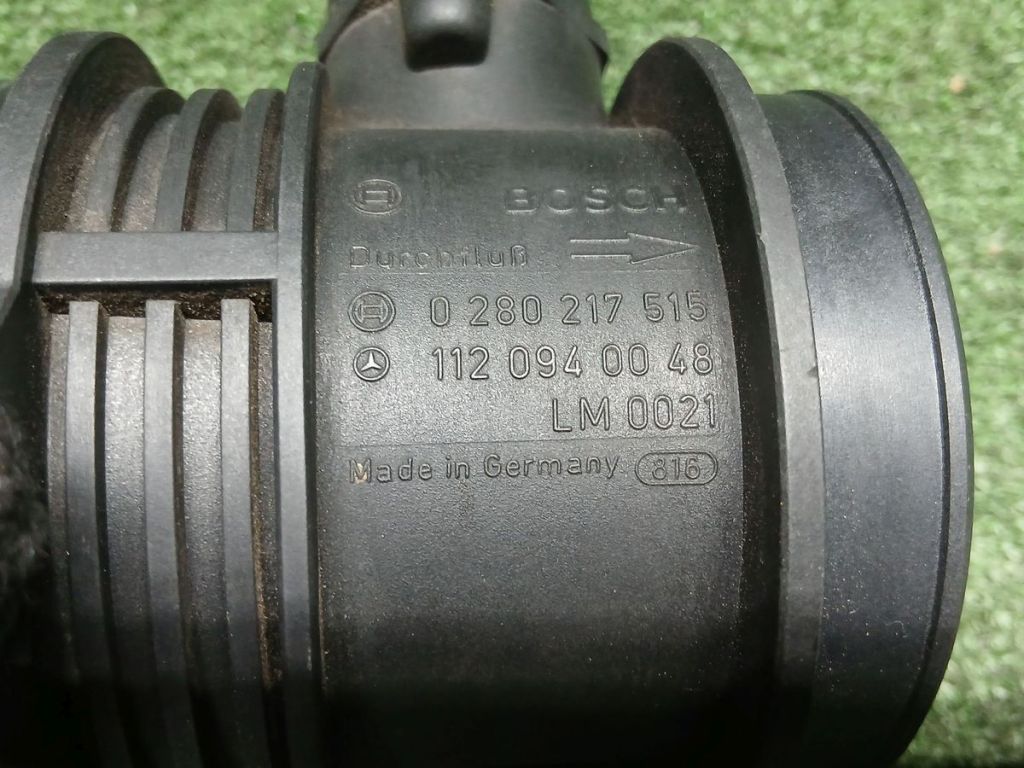 BOSCH
Durchfluß
0 280 217 515
112 094 00 48
LM 0021
Made in Germany 816